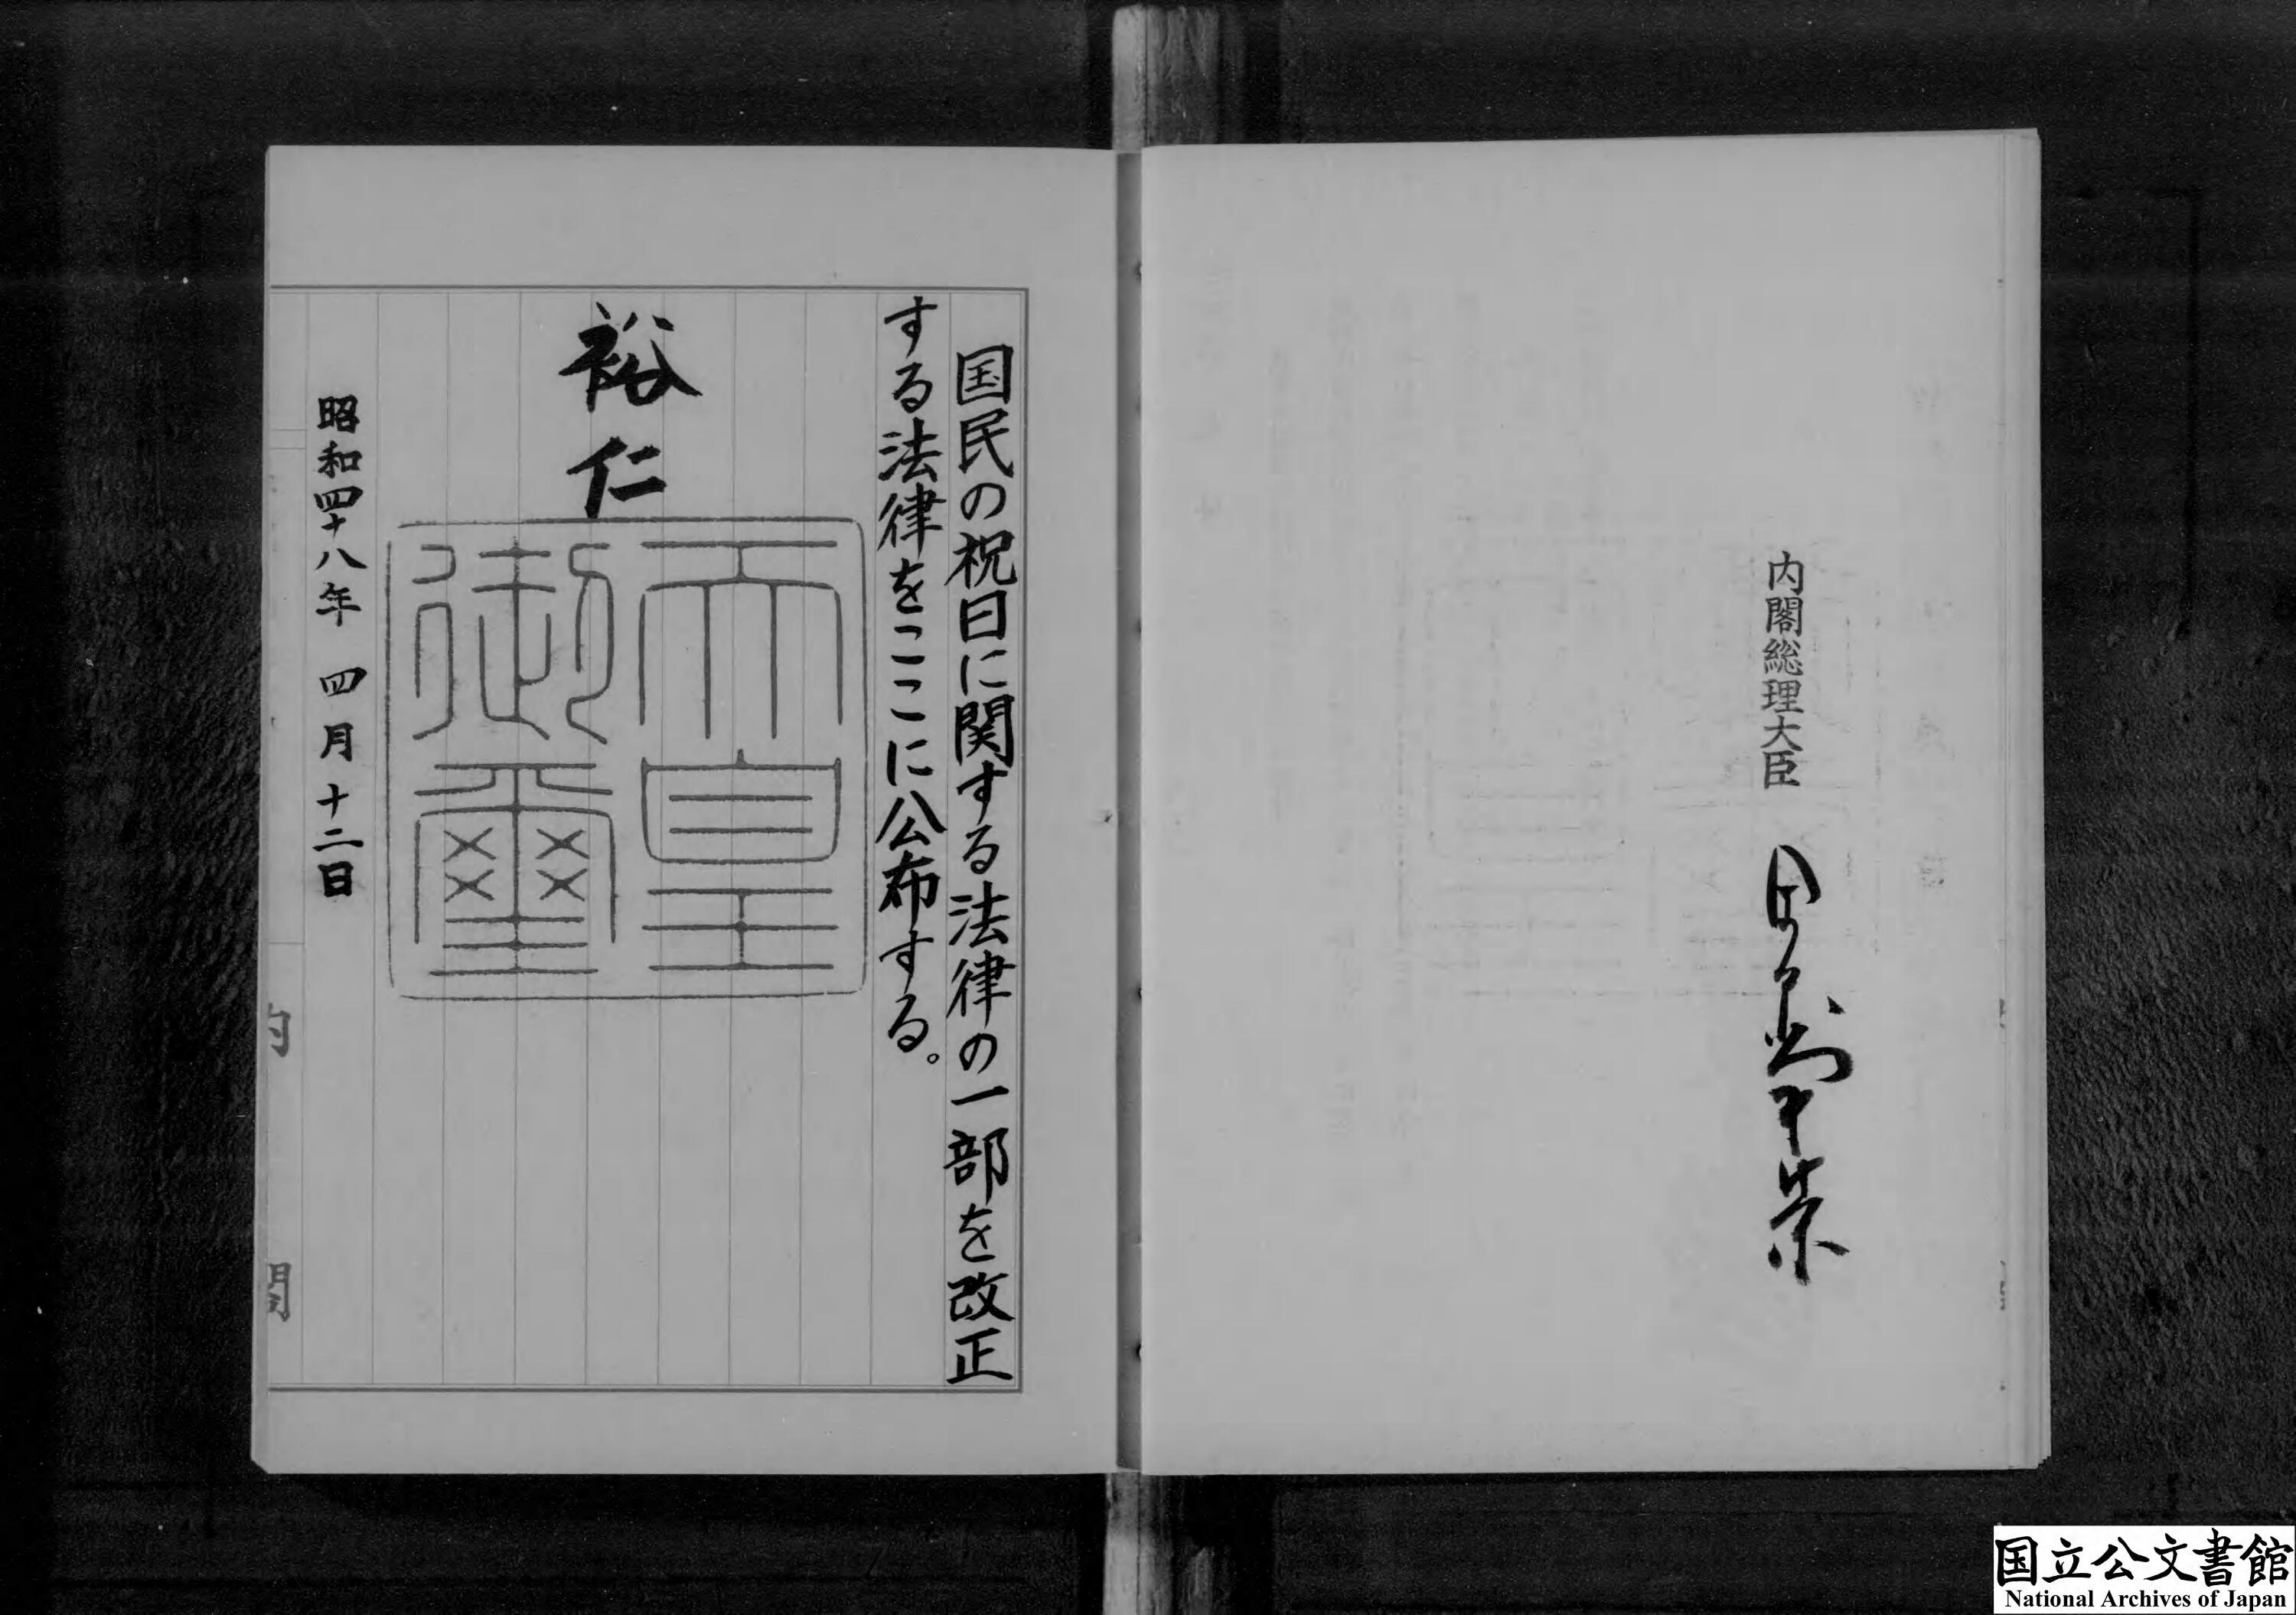 内閣総理大臣
国民の祝日に関する法律の一部を改正
する法律をここに公布する。
裕仁
天皇
御璽
昭和四十八年 四月十二日
内閣
国立公文書館
National Archives of Japan